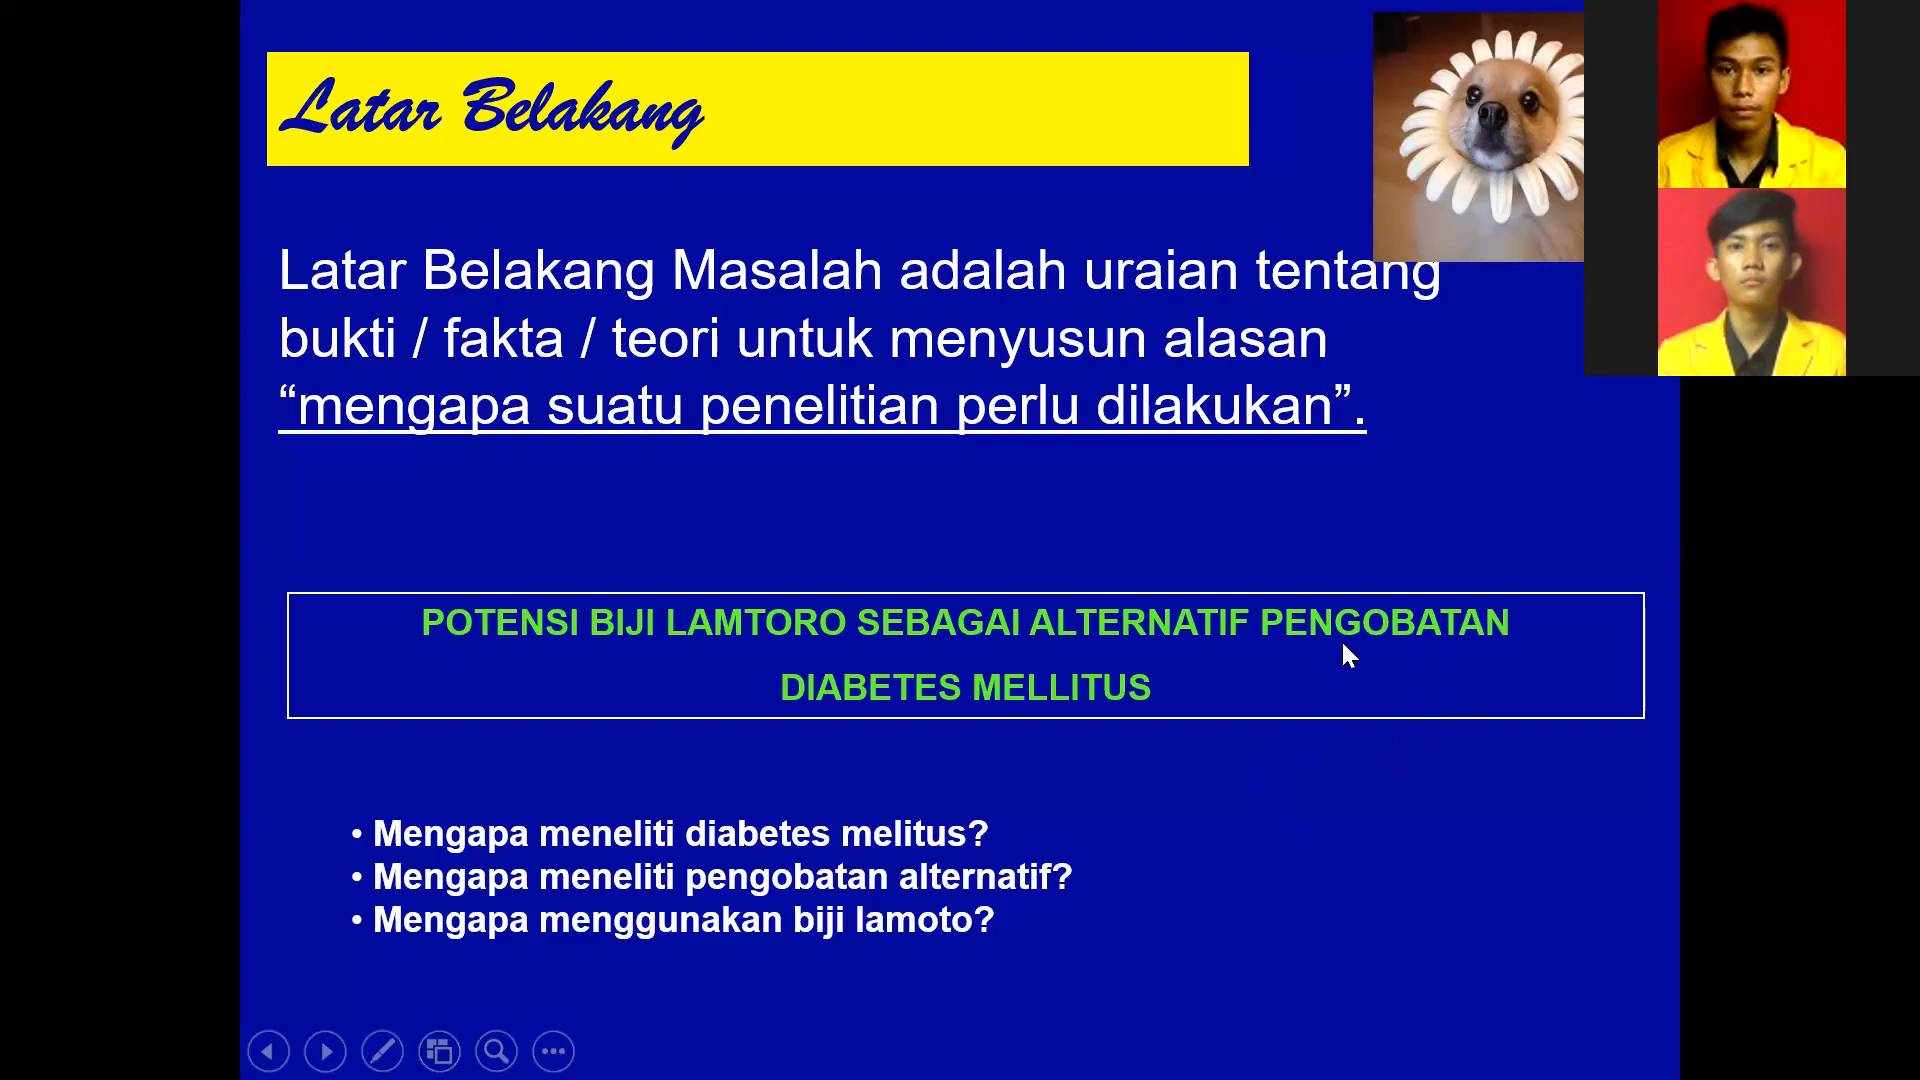 Latar Belakang
Latar Belakang Masalah adalah uraian tentang
bukti / fakta / teori untuk menyusun alasan
“mengapa suatu penelitian perlu dilakukan”.
POTENSI BIJI LAMTORO SEBAGAI ALTERNATIF PENGOBATAN
DIABETES MELLITUS
• Mengapa meneliti diabetes melitus?
• Mengapa meneliti pengobatan alternatif?
• Mengapa menggunakan biji lamoto?